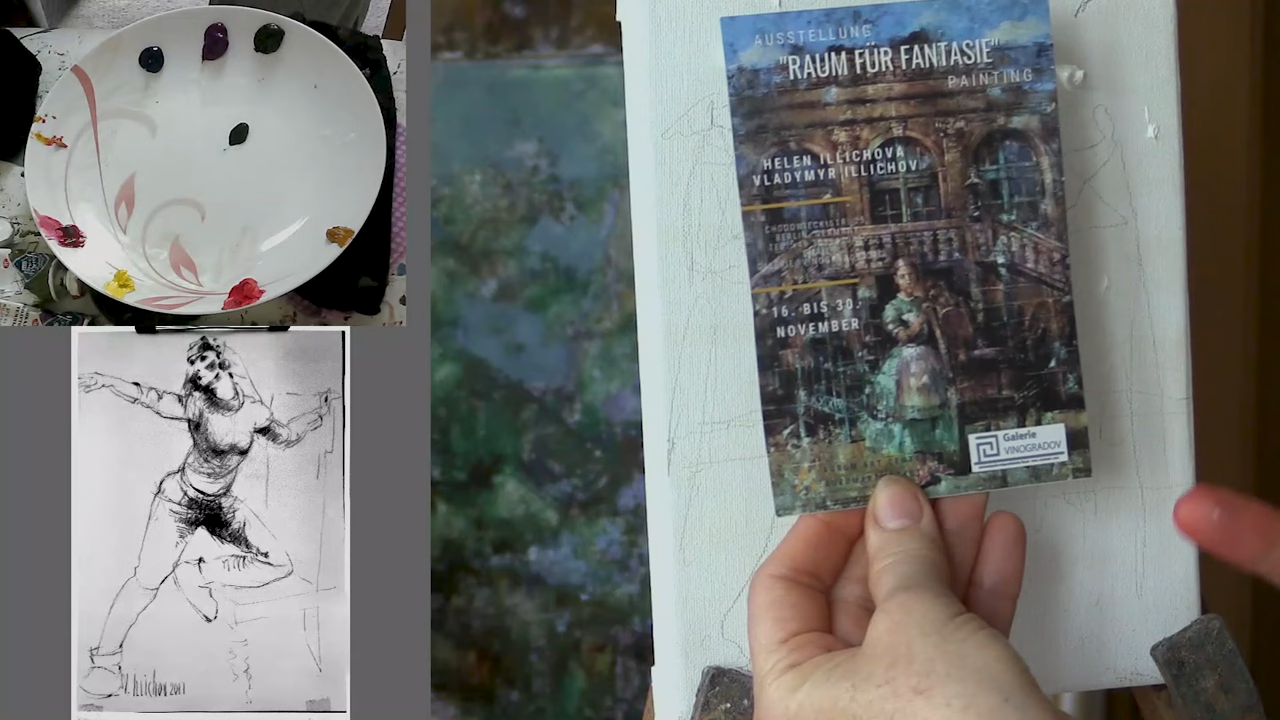 AUSSTELLUNG
"RAUM FÜR FANTASIE"
PAINTING
HELEN ILLICHOVA
VLADYMYR ILLICHOV
16. BIS 30.
NOVEMBER
Galerie
VINOGRADOV
V. Illichov 2017